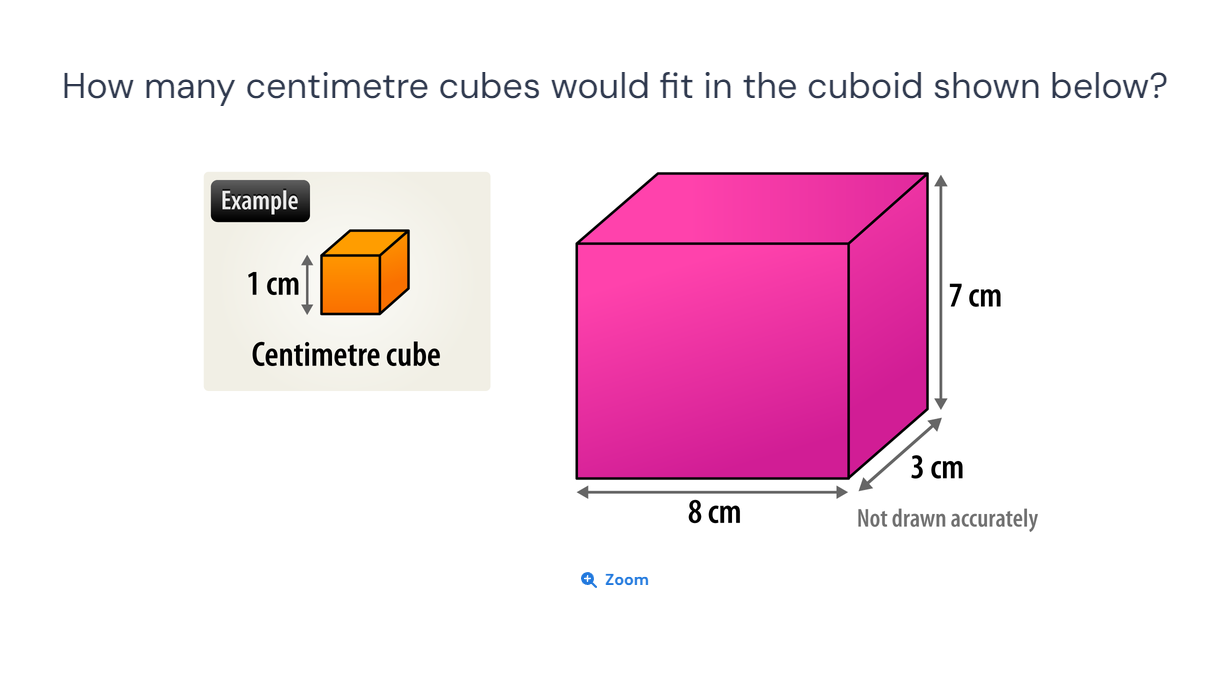 How many centimetre cubes would fit in the cuboid shown below?
Example
1 cm
Centimetre cube
7 cm
3 cm
8 cm
Not drawn accurately
Zoom